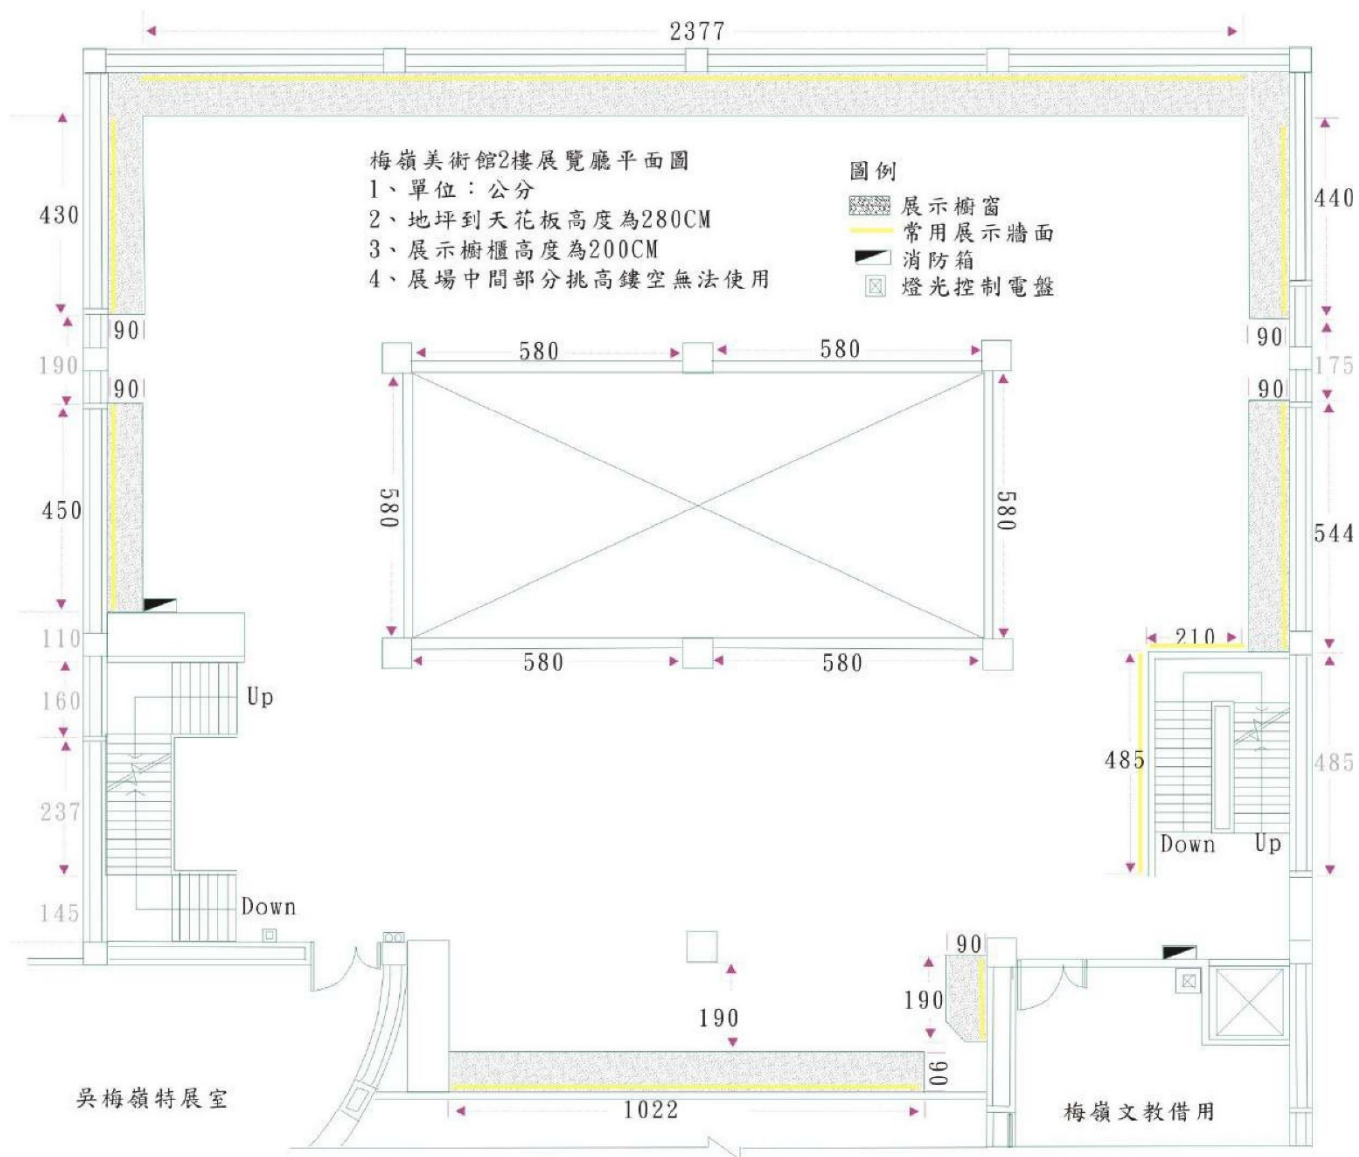 2377
梅嶺美術館2樓展覽廳平面圖
1、單位：公分
2、地坪到天花板高度為280CM
3、展示櫥櫃高度為200CM
4、展場中間部分挑高鏤空無法使用
圖例
展示櫥窗
常用展示牆面
消防箱
燈光控制電盤
430
440
90
90
190
175
90
90
580
580
450
580
580
544
580
580
110
210
160
Up
485
485
237
Down
Up
145
Down
90
190
190
90
1022
吳梅嶺特展室
梅嶺文教借用